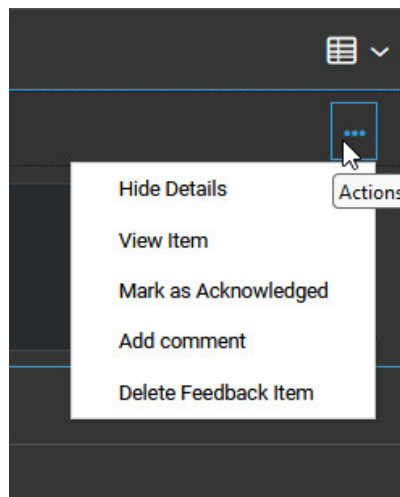 Hide Details
Actions
View Item
Mark as Acknowledged
Add comment
Delete Feedback Item